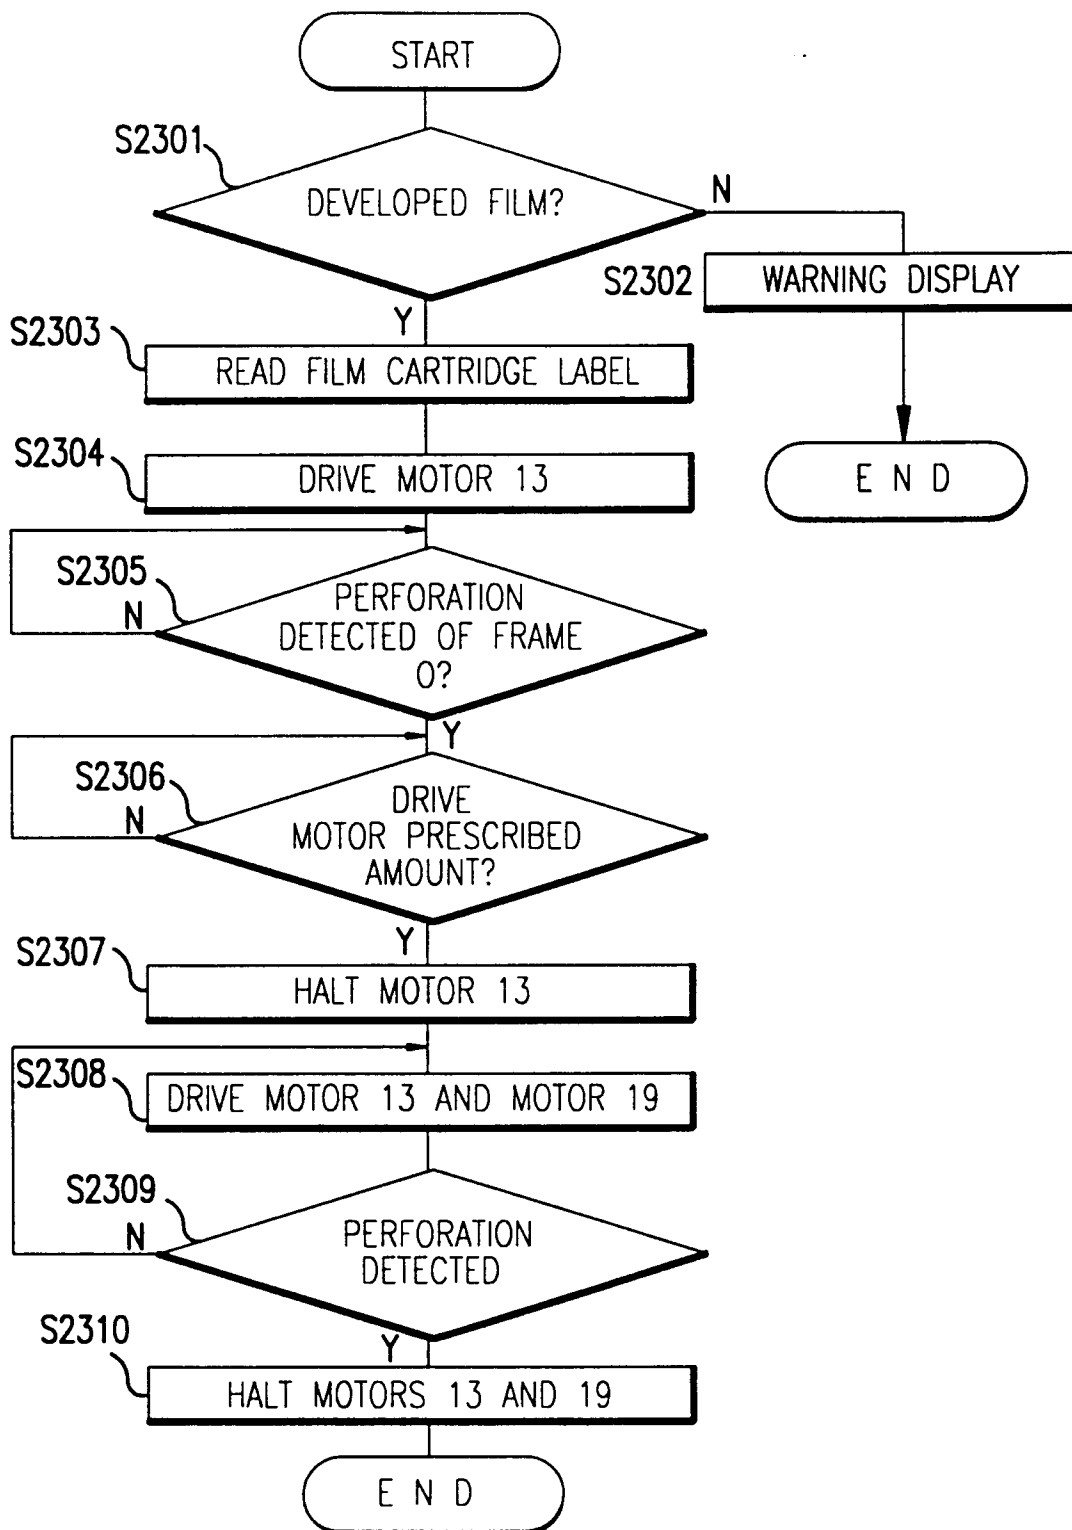 START
S2301
DEVELOPED FILM?
N
S2302
WARNING DISPLAY
Y
S2303
READ FILM CARTRIDGE LABEL
END
S2304
DRIVE MOTOR 13
S2305
N
PERFORATION
DETECTED OF FRAME
0?
Y
S2306
N
DRIVE
MOTOR PRESCRIBED
AMOUNT?
Y
S2307
HALT MOTOR 13
S2308
DRIVE MOTOR 13 AND MOTOR 19
S2309
N
PERFORATION
DETECTED
Y
S2310
HALT MOTORS 13 AND 19
END